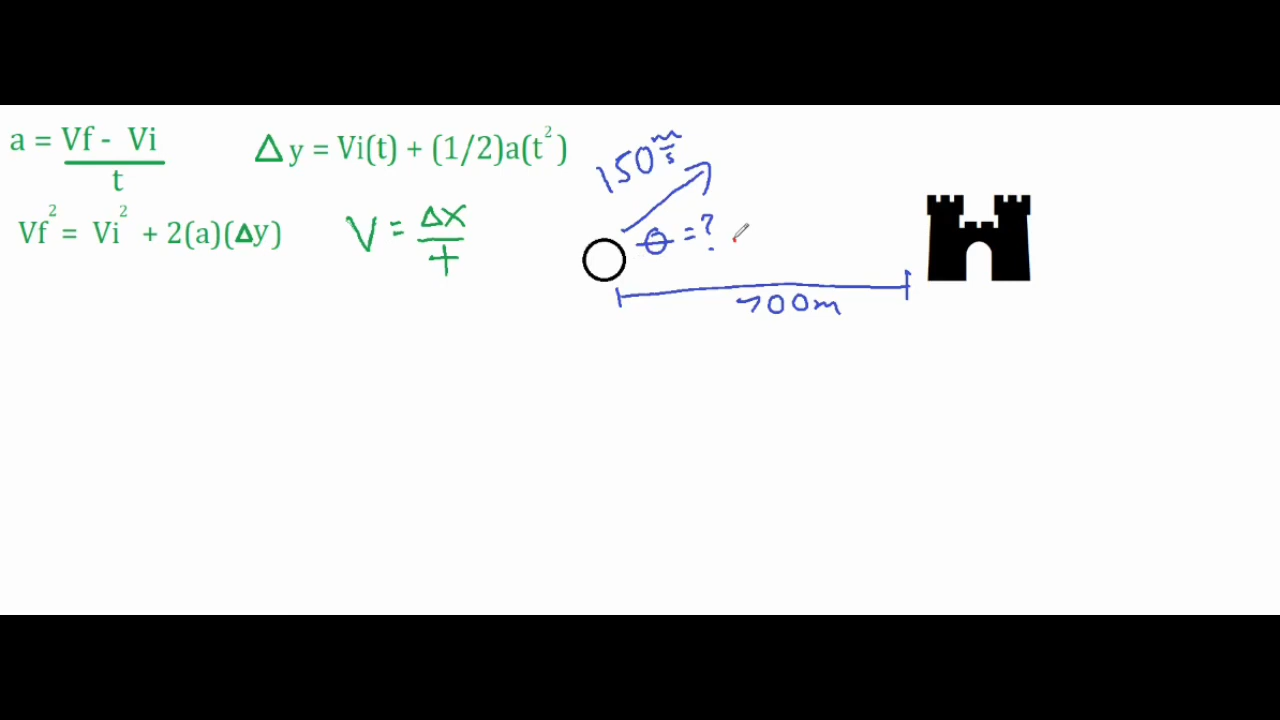 a = Vf - Vi / t
Δy = Vi(t) + (1/2)a(t²)
Vf² = Vi² + 2(a)(Δy)
V = Δx / t
150 m/s
θ = ?
700m